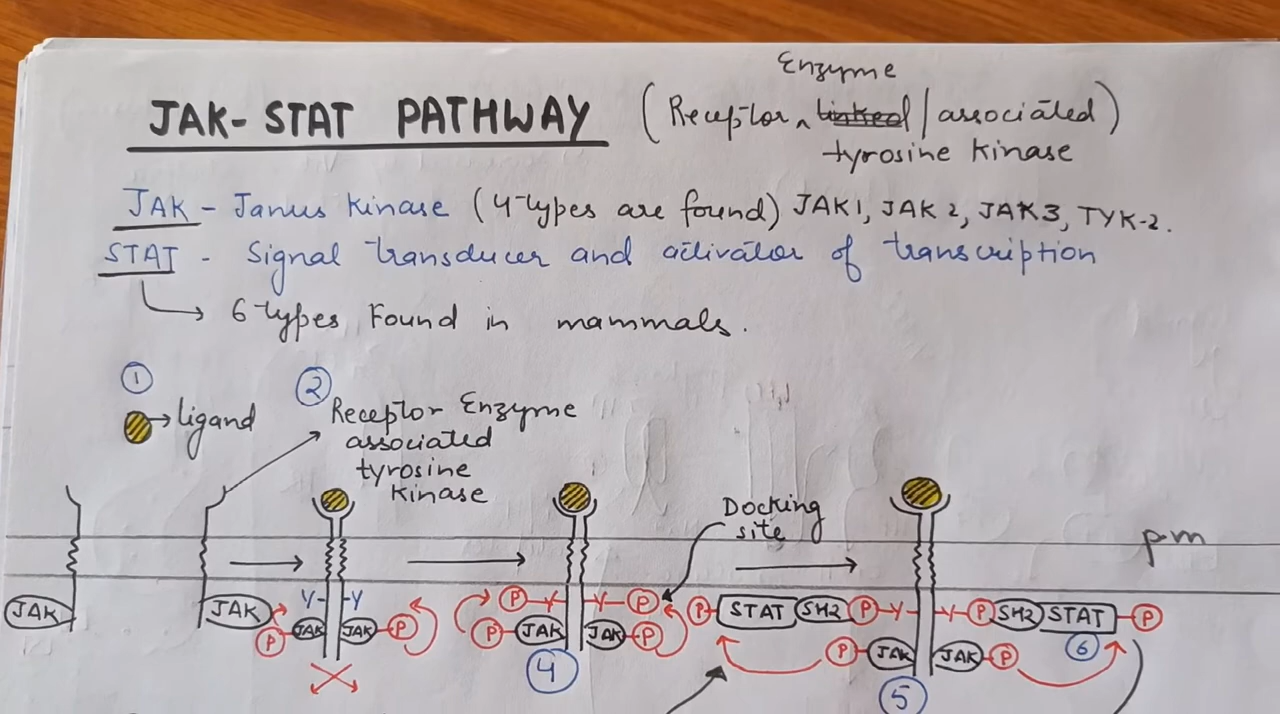 Enzyme
JAK-STAT PATHWAY (Receptor ‸ linked / associated)
tyrosine kinase
JAK - Janus kinase (4-types are found) JAK1, JAK 2, JAK3, TYK-2.
STAT - Signal transducer and activator of transcription
→ 6-types Found in mammals.
① ②
→ ligand
Receptor Enzyme
associated
tyrosine
kinase
Docking
site
pm
Y Y
P Y Y P
P STAT SH2 P Y Y P SH2 STAT P
JAK JAK
P JAK JAK P
P JAK JAK P
P JAK JAK P
④ ⑤ ⑥